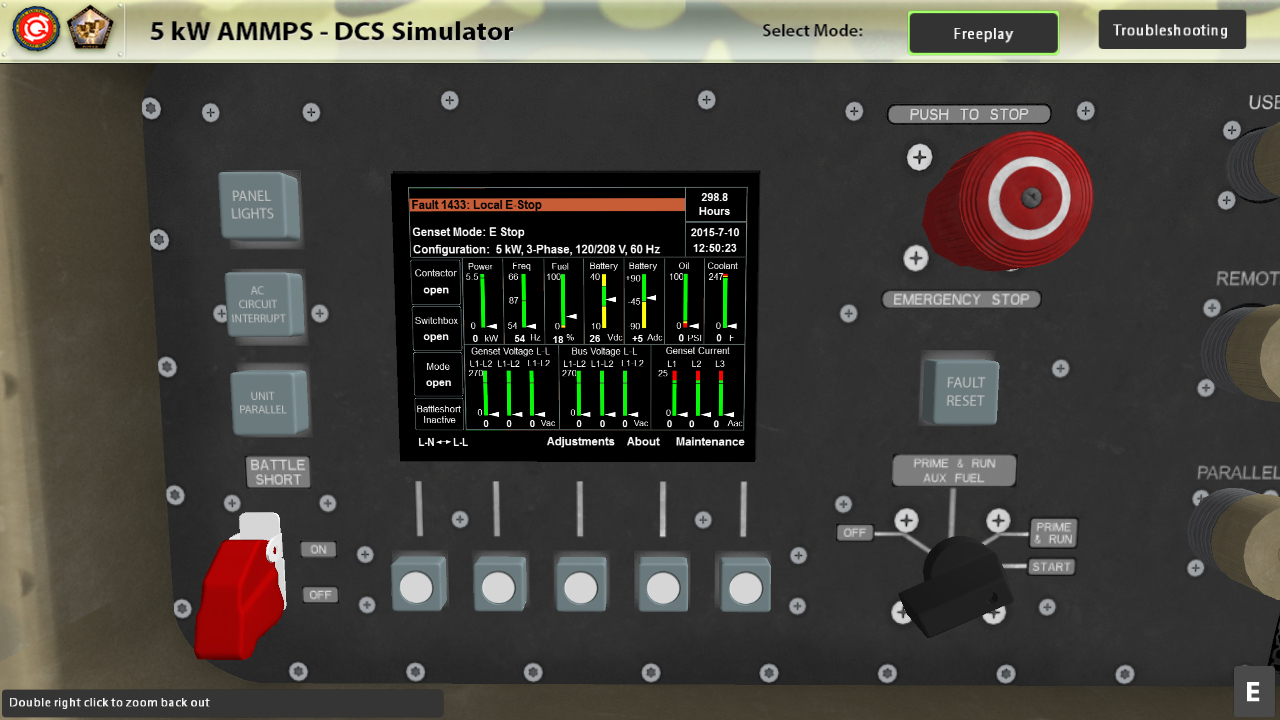 5 kW AMMPS - DCS Simulator
Select Mode:
Freeplay
Troubleshooting
PUSH TO STOP
USE
PANEL
LIGHTS
Fault 1433: Local E-Stop
298.8
Hours
Genset Mode: E Stop
2015-7-10
Configuration: 5 kW, 3-Phase, 120/208 V, 60 Hz
12:50:23
Contactor
open
Switchbox
open
Mode
open
Battleshort
Inactive
Power Freq Fuel Battery Battery Oil Coolant
5.5 66 100 40 +90 100 247
87 -45
0 54 0 10 90 0 0
0 kW 54 Hz 18 % 26 Vdc +5 Adc 0 PSI 0 F
Genset Voltage L-L Bus Voltage L-L Genset Current
L1-L2 L1-L2 L1-L2 L1-L2 L1-L2 L1-L2 L1 L2 L3
270 270 25
0 0 0
0 0 0 Vac 0 0 0 Vac 0 0 0 Aac
L-N↔L-L Adjustments About Maintenance
AC
CIRCUIT
INTERRUPT
UNIT
PARALLEL
BATTLE
SHORT
ON
OFF
EMERGENCY STOP
REMOT
FAULT
RESET
PRIME & RUN
AUX FUEL
PARALLEL
OFF
PRIME
& RUN
START
Double right click to zoom back out
E